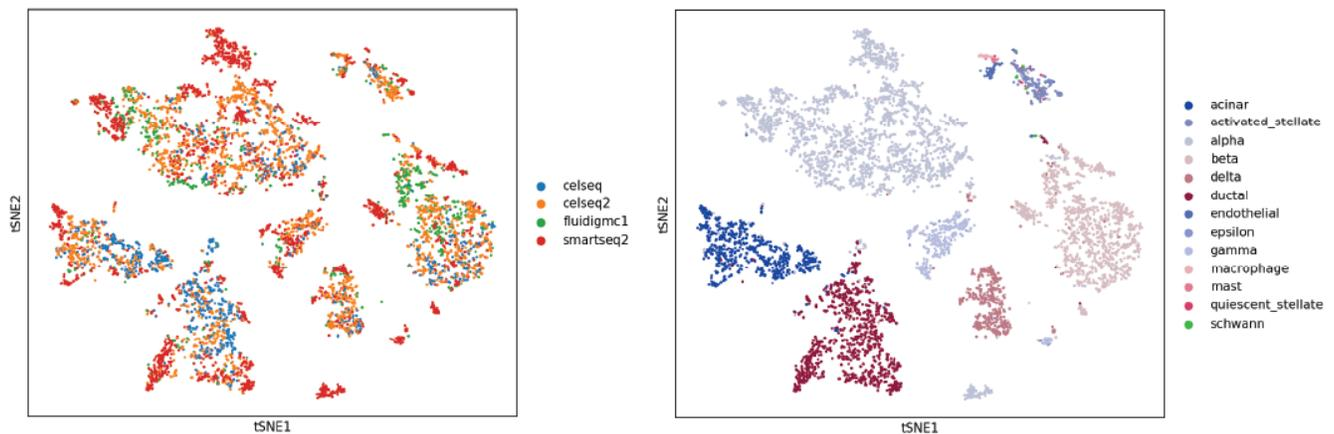 tSNE2
celseq
celseq2
fluidigmc1
smartseq2
tSNE1
tSNE2
acinar
activated_stellate
alpha
beta
delta
ductal
endothelial
epsilon
gamma
macrophage
mast
quiescent_stellate
schwann
tSNE1